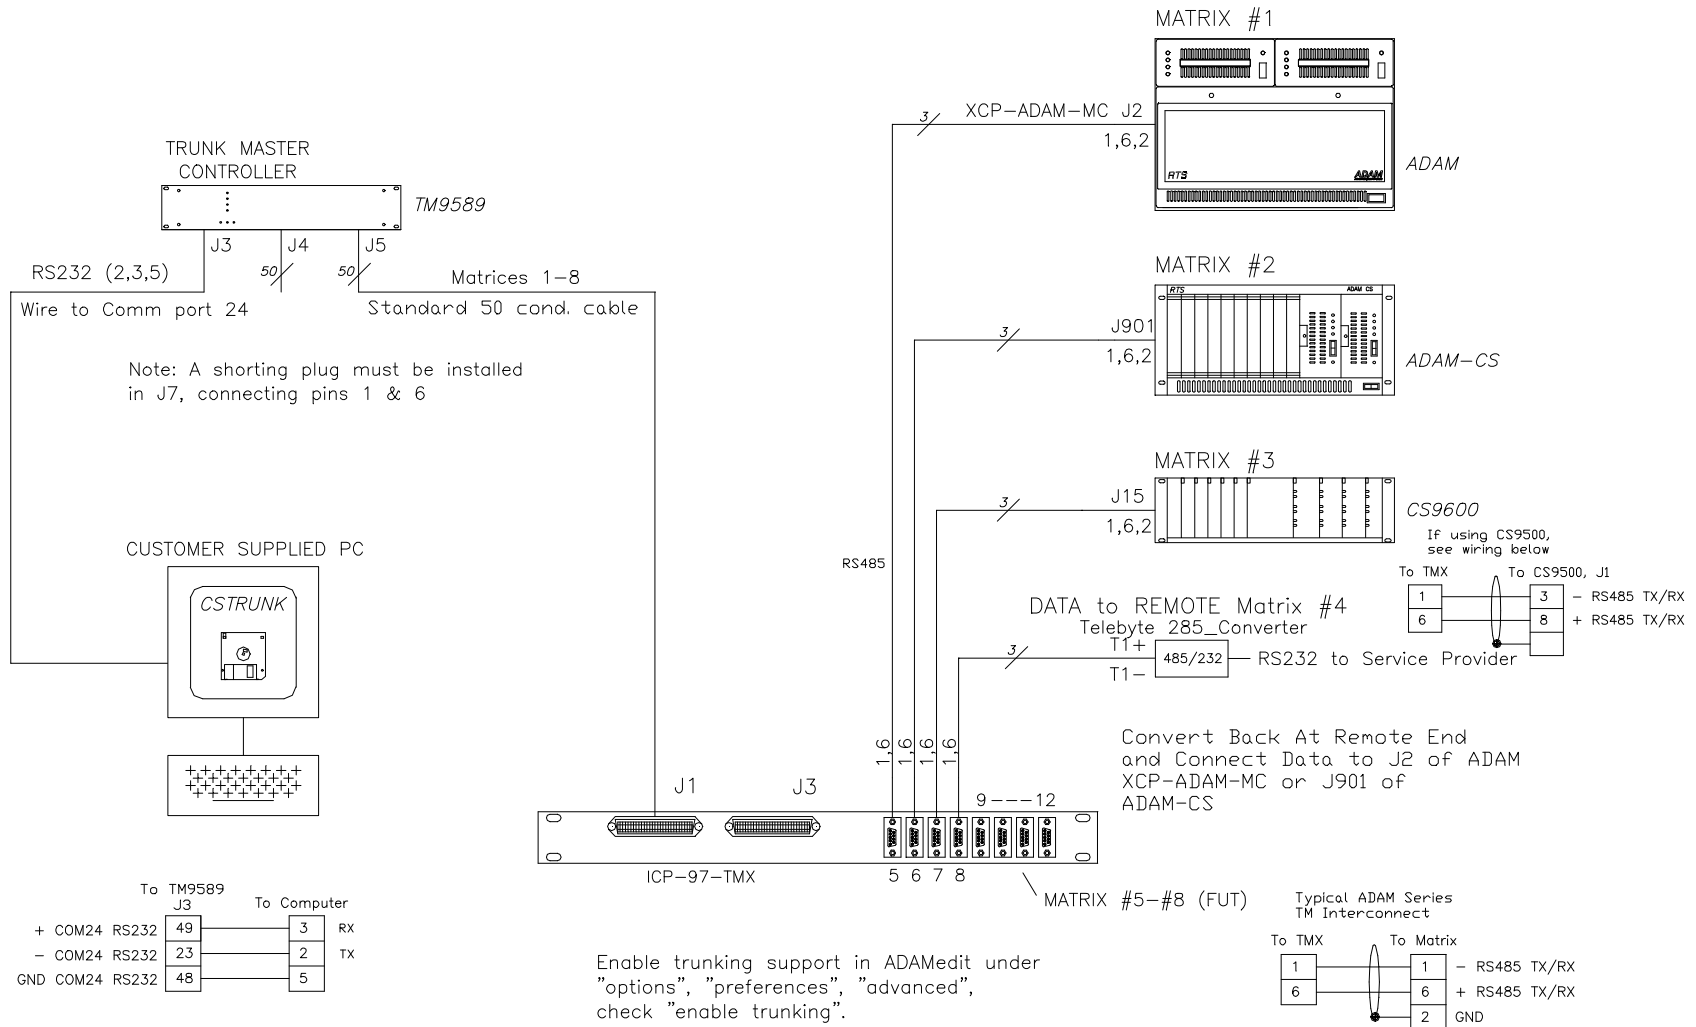 MATRIX #1
XCP-ADAM-MC J2
3
1,6,2
RTS
ADAM
ADAM
TRUNK MASTER
CONTROLLER
TM9589
J3
J4
J5
RS232 (2,3,5)
50
50
Matrices 1-8
Wire to Comm port 24
Standard 50 cond. cable
Note: A shorting plug must be installed
in J7, connecting pins 1 & 6
MATRIX #2
RTS
ADAM CS
J901
3
1,6,2
ADAM-CS
MATRIX #3
J15
3
1,6,2
CS9600
If using CS9500,
see wiring below
To TMX
To CS9500, J1
1
3
- RS485 TX/RX
6
8
+ RS485 TX/RX
CUSTOMER SUPPLIED PC
CSTRUNK
RS485
DATA to REMOTE Matrix #4
Telebyte 285_Converter
3
T1+
T1-
485/232
RS232 to Service Provider
Convert Back At Remote End
and Connect Data to J2 of ADAM
XCP-ADAM-MC or J901 of
ADAM-CS
1,6
1,6
1,6
1,6
J1
J3
9---12
ICP-97-TMX
5 6 7 8
MATRIX #5-#8 (FUT)
To TM9589
J3
To Computer
+ COM24 RS232
49
3
RX
- COM24 RS232
23
2
TX
GND COM24 RS232
48
5
Enable trunking support in ADAMedit under
"options", "preferences", "advanced",
check "enable trunking".
Typical ADAM Series
TM Interconnect
To TMX
To Matrix
1
1
- RS485 TX/RX
6
6
+ RS485 TX/RX
2
GND